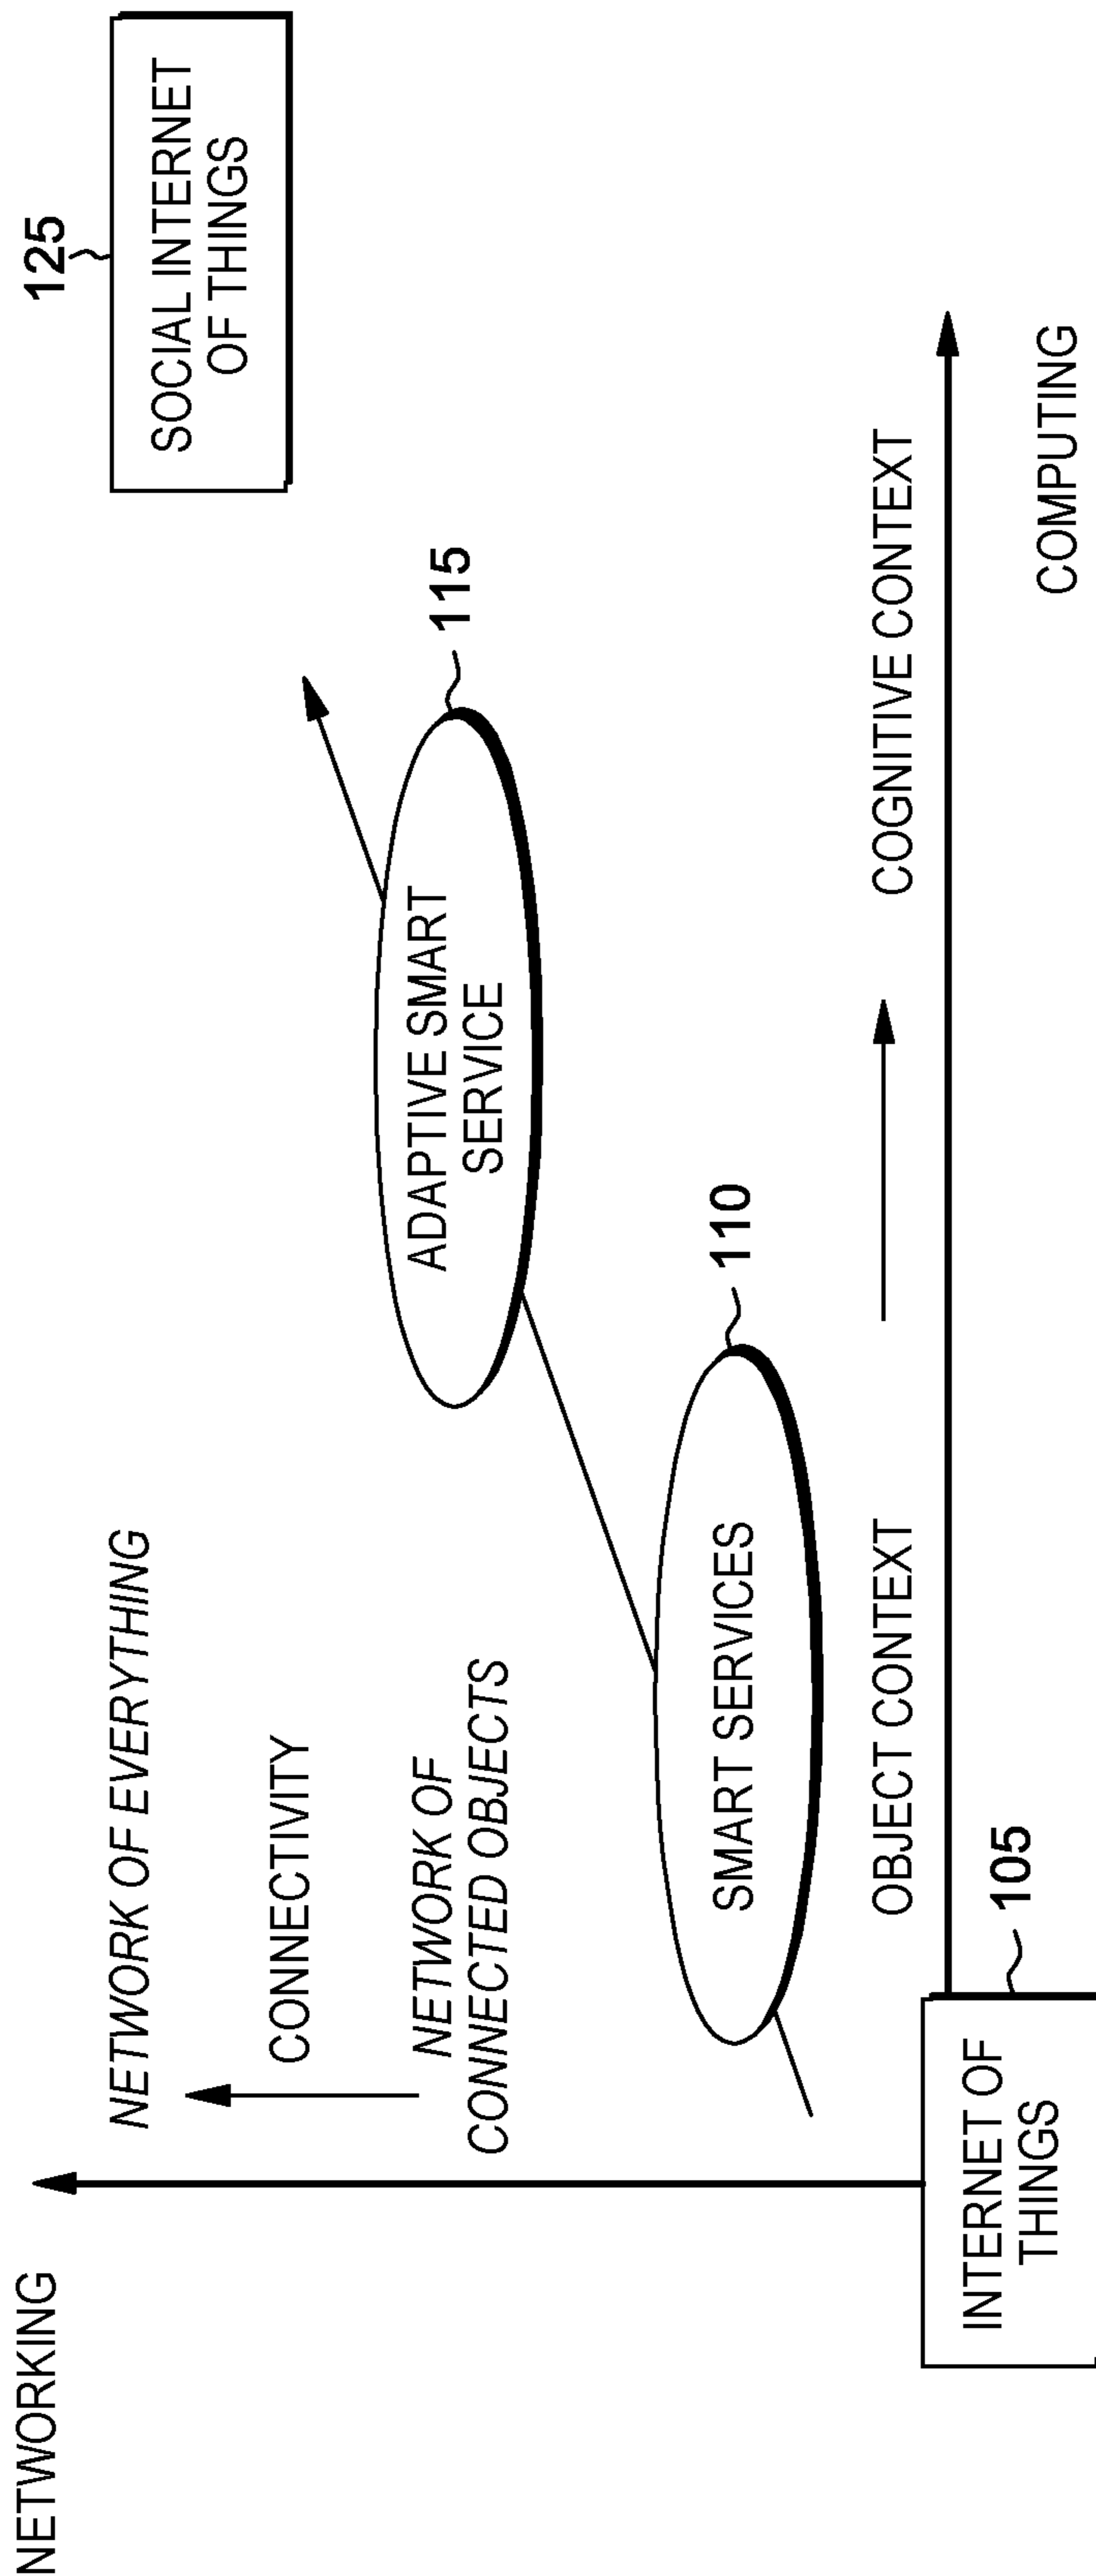 NETWORKING
NETWORK OF EVERYTHING
CONNECTIVITY
NETWORK OF
CONNECTED OBJECTS
125
SOCIAL INTERNET
OF THINGS
ADAPTIVE SMART
SERVICE
115
SMART SERVICES
110
OBJECT CONTEXT
COGNITIVE CONTEXT
INTERNET OF
THINGS
105
COMPUTING